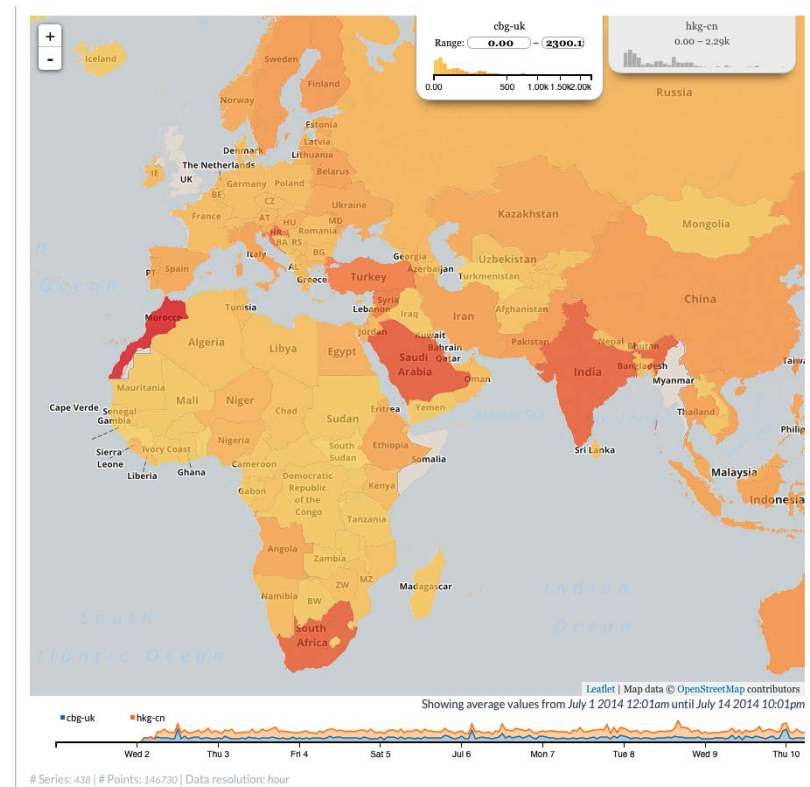 +
-
cbg-uk
Range: 0.00 – 2300.1
0.00 500 1.00k 1.50k 2.00k
hkg-cn
0.00 – 2.29k
Iceland
Sweden
Finland
Russia
Norway
Estonia
Latvia
Denmark
Lithuania
The Netherlands
Belarus
IE
UK
Germany
Poland
BE
CZ
Ukraine
France
AT
HU
MD
Kazakhstan
Mongolia
HR
Romania
BA
RS
Italy
BG
Georgia
Uzbekistan
PT
Spain
AL
Azerbaijan
Turkmenistan
Greece
Turkey
Ocean
China
Syria
Tunisia
Lebanon
Iraq
Iran
Afghanistan
Morocco
Jordan
Kuwait
Pakistan
Nepal
Bhutan
Algeria
Libya
Egypt
Bahrain
Saudi
Arabia
Qatar
India
Bangladesh
Taiwa
Oman
Myanmar
Mauritania
Mali
Niger
Cape Verde
Senegal
Gambia
Chad
Sudan
Eritrea
Yemen
Thailand
Philip
Nigeria
South
Sudan
Ethiopia
Sierra
Leone
Ivory Coast
Somalia
Sri Lanka
Liberia
Ghana
Cameroon
Malaysia
Gabon
Democratic
Republic
of the
Congo
Kenya
Indonesia
Tanzania
Angola
Zambia
ZW
MZ
Madagascar
Namibia
BW
Indian
Ocean
South
Africa
South
tlantic Ocean
Leaflet | Map data © OpenStreetMap contributors
Showing average values from July 1 2014 12:01am until July 14 2014 10:01pm
cbg-uk hkg-cn
Wed 2 Thu 3 Fri 4 Sat 5 Jul 6 Mon 7 Tue 8 Wed 9 Thu 10
# Series: 438 | # Points: 146730 | Data resolution: hour